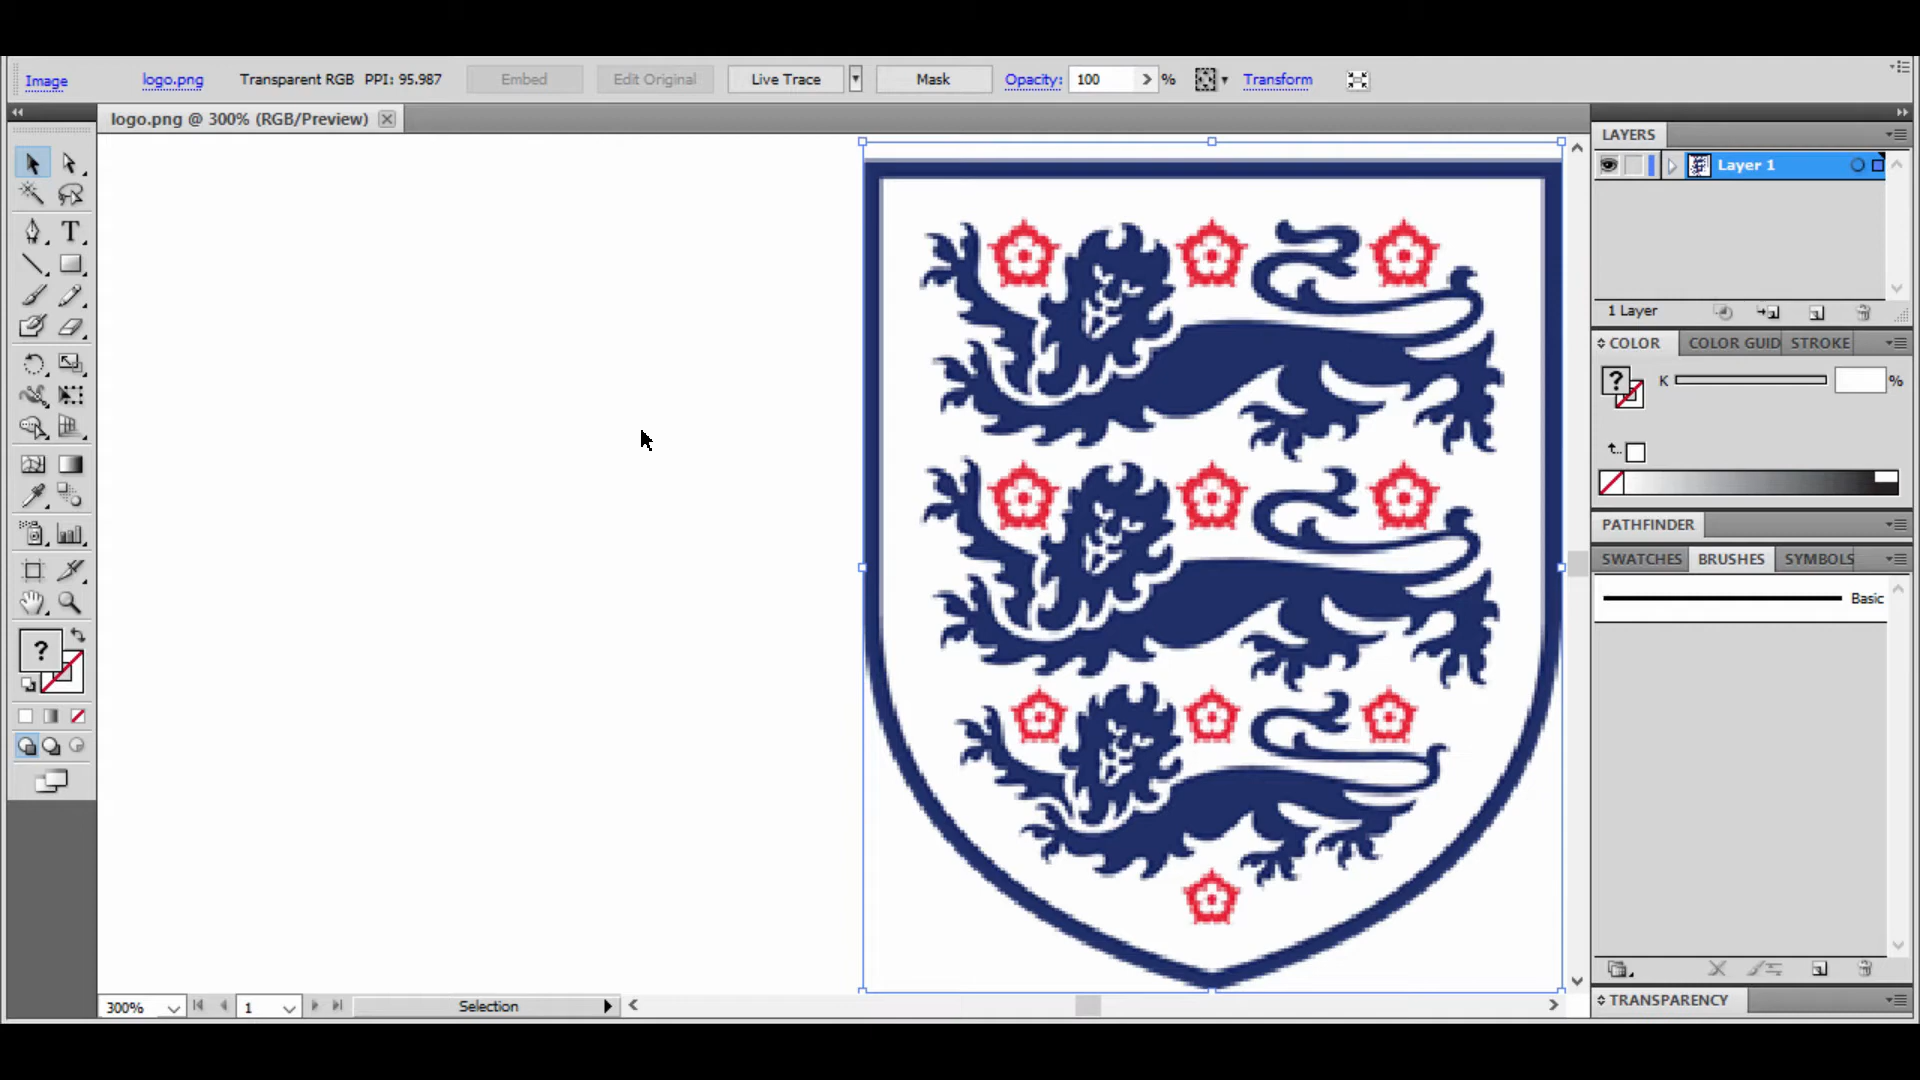 Image logo.png Transparent RGB PPI: 95.987 Embed Edit Original Live Trace Mask Opacity: 100 % Transform
logo.png @ 300% (RGB/Preview)
LAYERS
Layer 1
1 Layer
COLOR COLOR GUID STROKE
? K %
PATHFINDER
SWATCHES BRUSHES SYMBOLS
Basic
T
?
300% 1 Selection
TRANSPARENCY